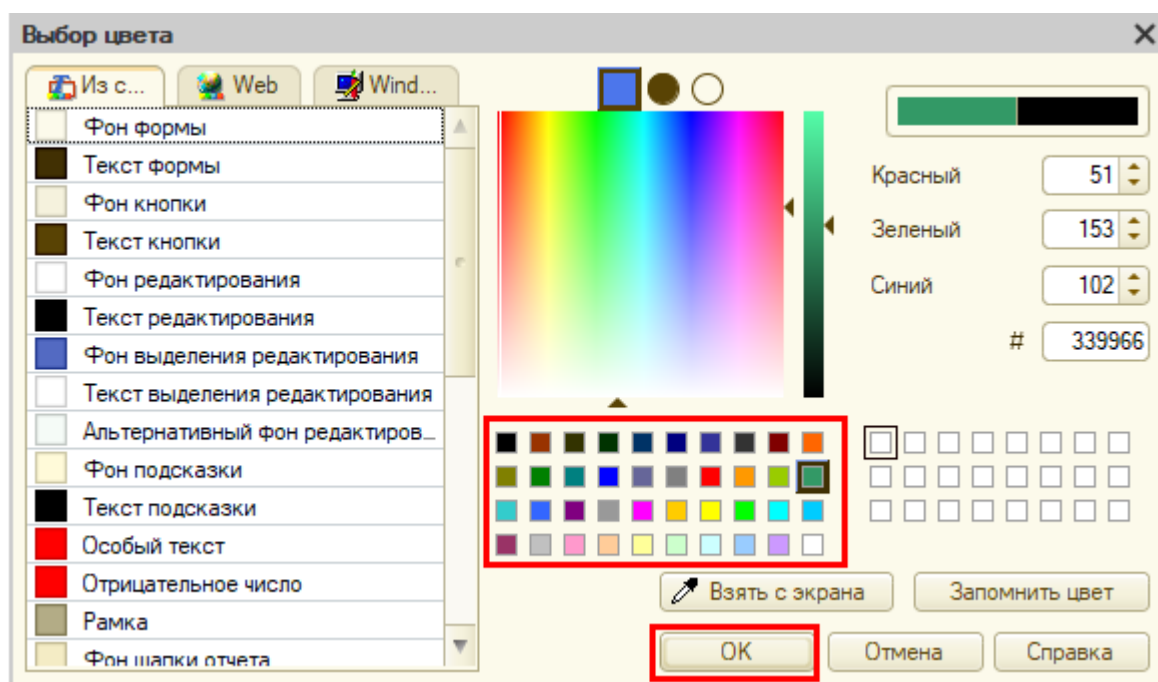 Выбор цвета
Из с...
Web
Wind...
Фон формы
Текст формы
Фон кнопки
Текст кнопки
Фон редактирования
Текст редактирования
Фон выделения редактирования
Текст выделения редактирования
Альтернативный фон редактиров...
Фон подсказки
Текст подсказки
Особый текст
Отрицательное число
Рамка
Фон шапки отчета
Красный 51
Зеленый 153
Синий 102
# 339966
Взять с экрана
Запомнить цвет
OK
Отмена
Справка